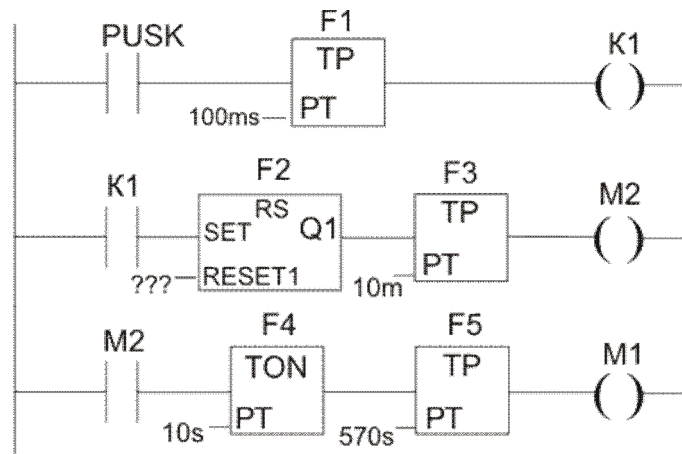 PUSK
F1
TP
PT
100ms
K1
K1
F2
RS
SET
Q1
RESET1
???
F3
TP
PT
10m
M2
M2
F4
TON
PT
10s
F5
TP
PT
570s
M1